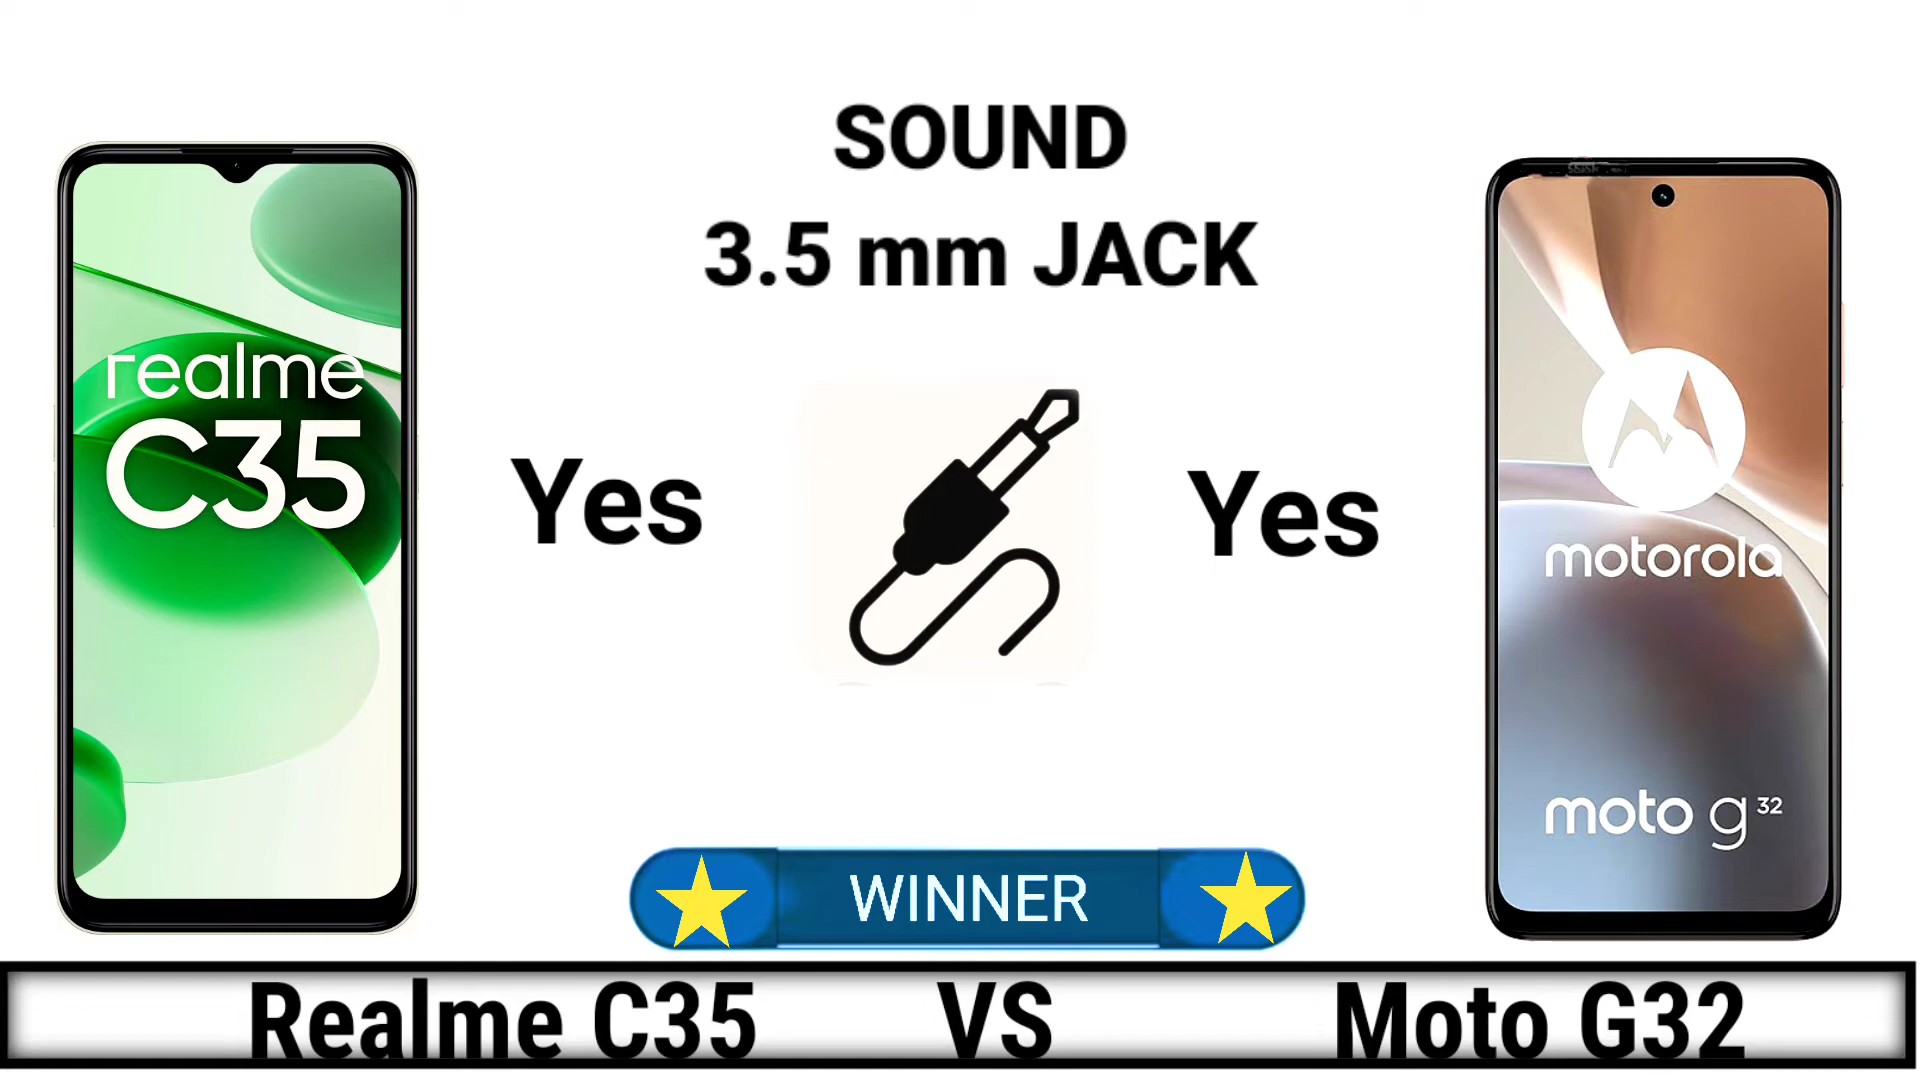 SOUND
3.5 mm JACK
realme
C35
Yes
Yes
motorola
moto g 32
WINNER
Realme C35 VS Moto G32